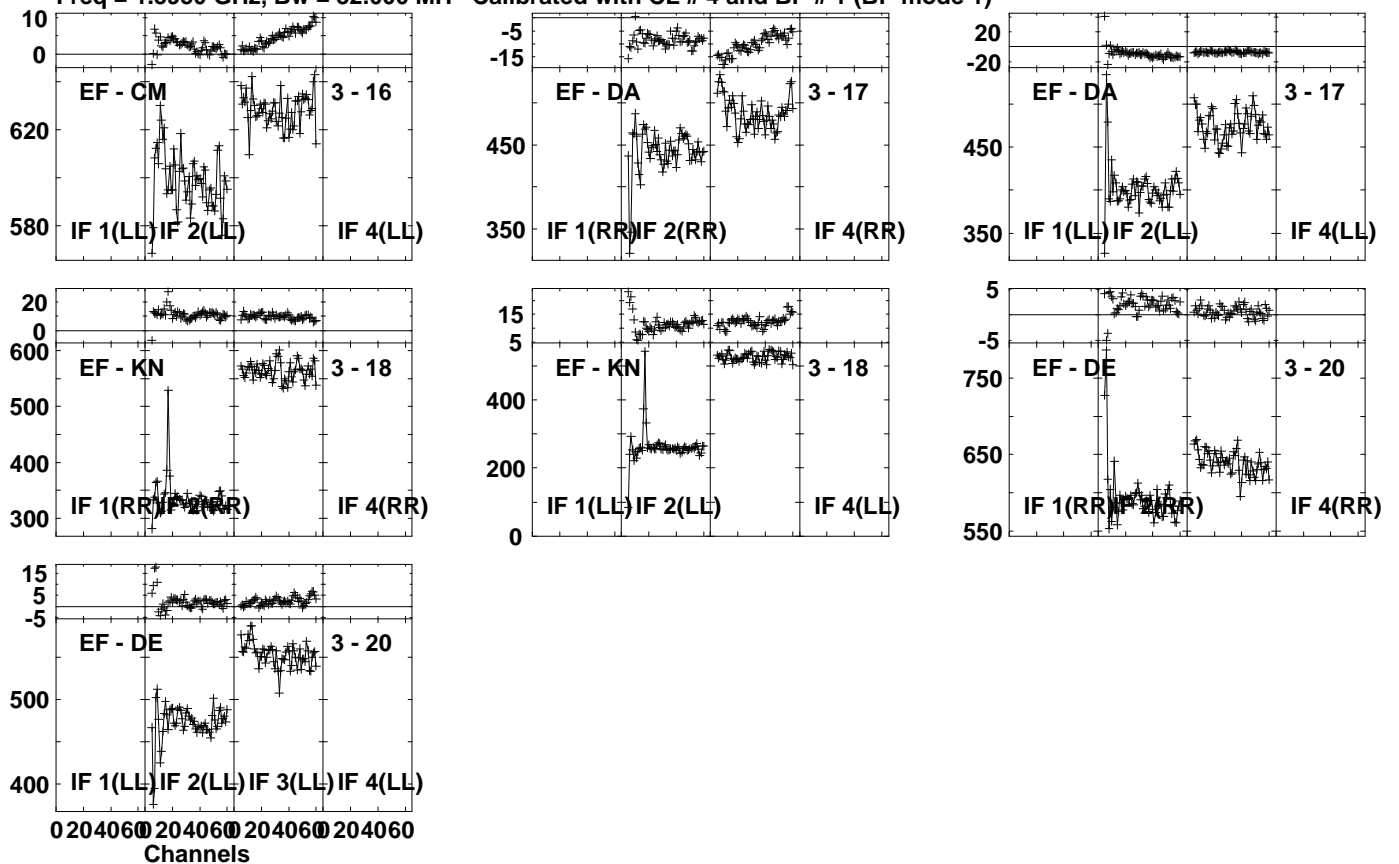 10
0
EF - CM 3 - 16
620
580
IF 1(LL) IF 2(LL) IF 4(LL)
-5
-15
EF - DA 3 - 17
450
350
IF 1(RR) IF 2(RR) IF 4(RR)
20
-20
EF - DA 3 - 17
450
350
IF 1(LL) IF 2(LL) IF 4(LL)
20
0
600
EF - KN 3 - 18
500
400
300
IF 1(RR) IF 2(RR) IF 4(RR)
15
5
EF - KN 3 - 18
400
200
0
IF 1(LL) IF 2(LL) IF 4(LL)
5
-5
EF - DE 3 - 20
750
650
550
IF 1(RR) IF 2(RR) IF 4(RR)
15
5
-5
EF - DE 3 - 20
500
400
IF 1(LL) IF 2(LL) IF 3(LL) IF 4(LL)
0 20 40 60 0 20 40 60 0 20 40 60 0 20 40 60
Channels